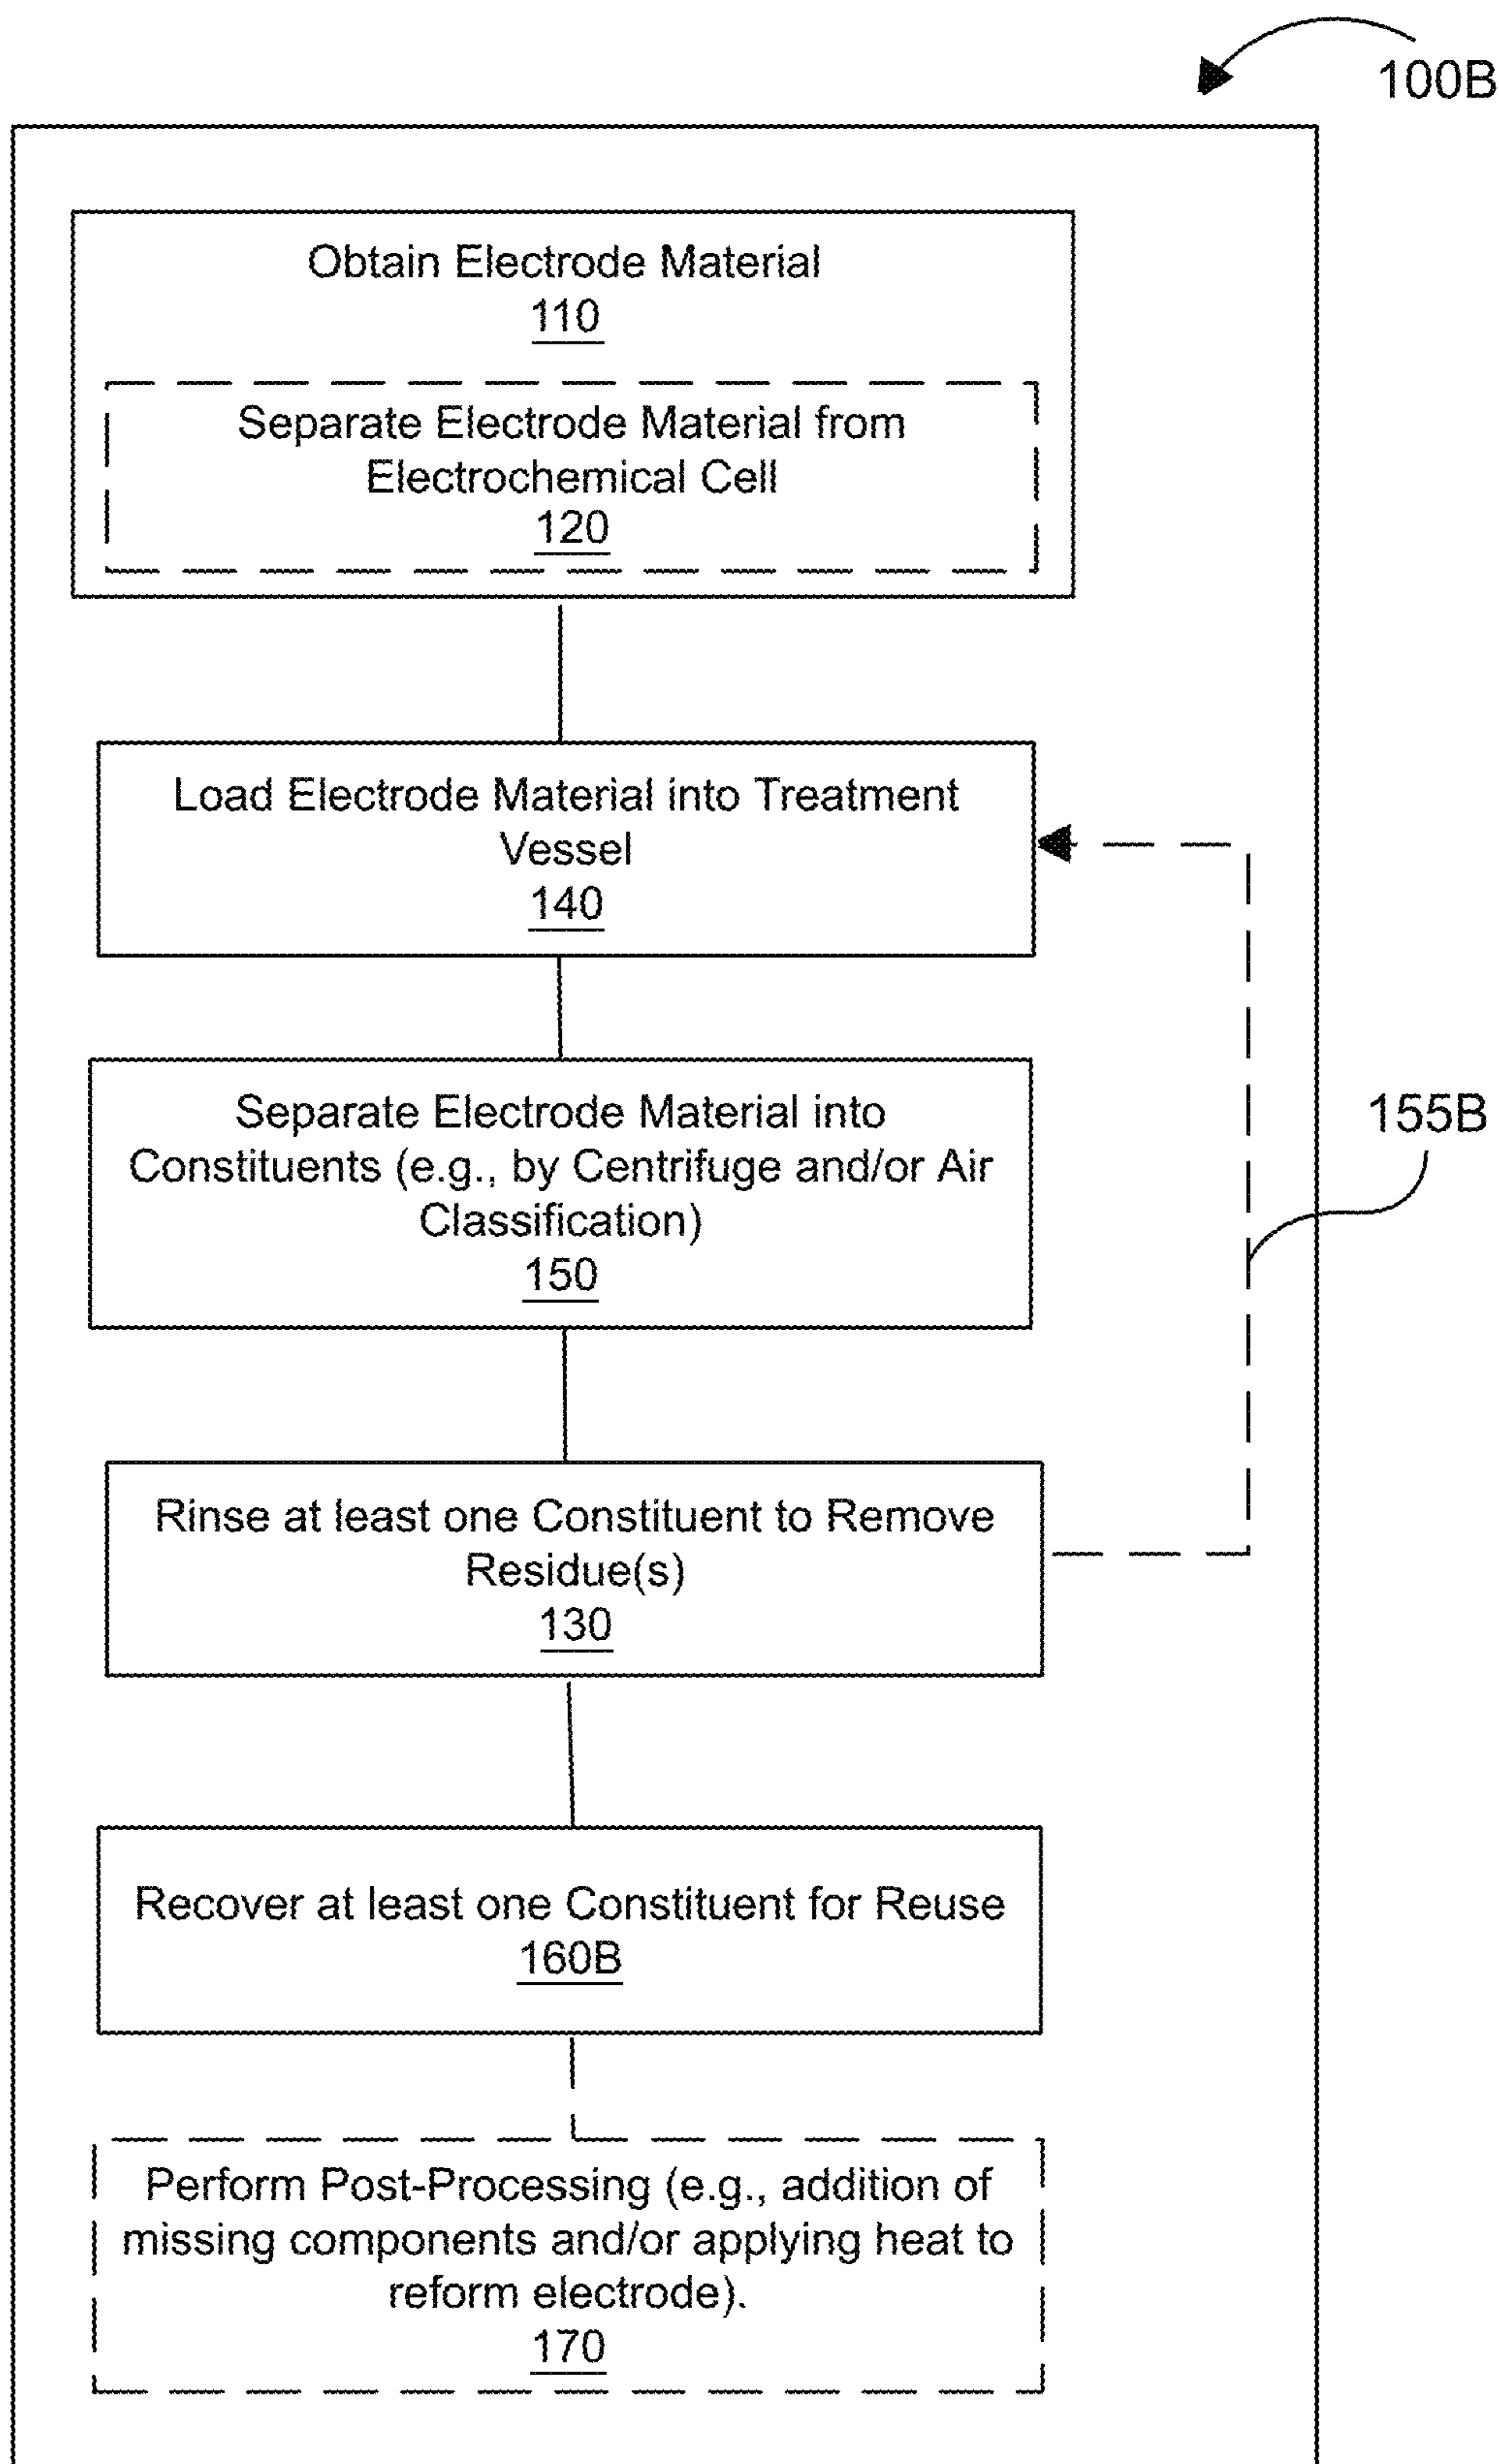 100B
Obtain Electrode Material
110
Separate Electrode Material from
Electrochemical Cell
120
Load Electrode Material into Treatment
Vessel
140
Separate Electrode Material into
Constituents (e.g., by Centrifuge and/or Air
Classification)
150
155B
Rinse at least one Constituent to Remove
Residue(s)
130
Recover at least one Constituent for Reuse
160B
Perform Post-Processing (e.g., addition of
missing components and/or applying heat to
reform electrode).
170